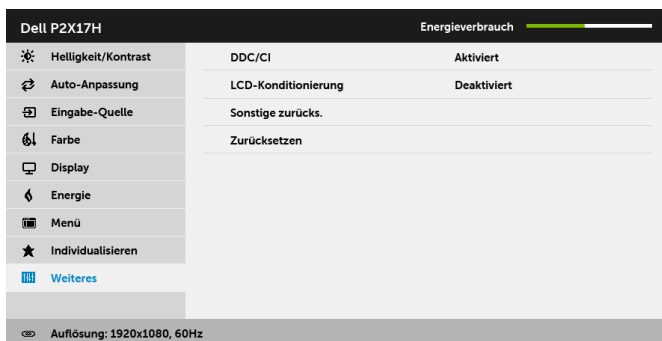 Dell P2X17H Energieverbrauch
Helligkeit/Kontrast DDC/CI Aktiviert
Auto-Anpassung LCD-Konditionierung Deaktiviert
Eingabe-Quelle Sonstige zurücks.
Farbe Zurücksetzen
Display
Energie
Menü
Individualisieren
Weiteres
Auflösung: 1920x1080, 60Hz